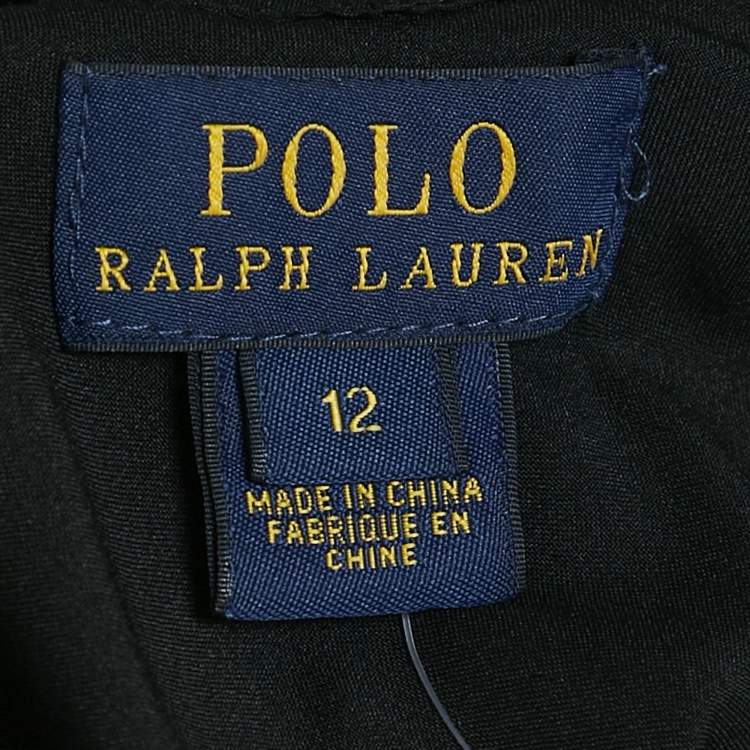 POLO
RALPH LAUREN
12
MADE IN CHINA
FABRIQUE EN
CHINE